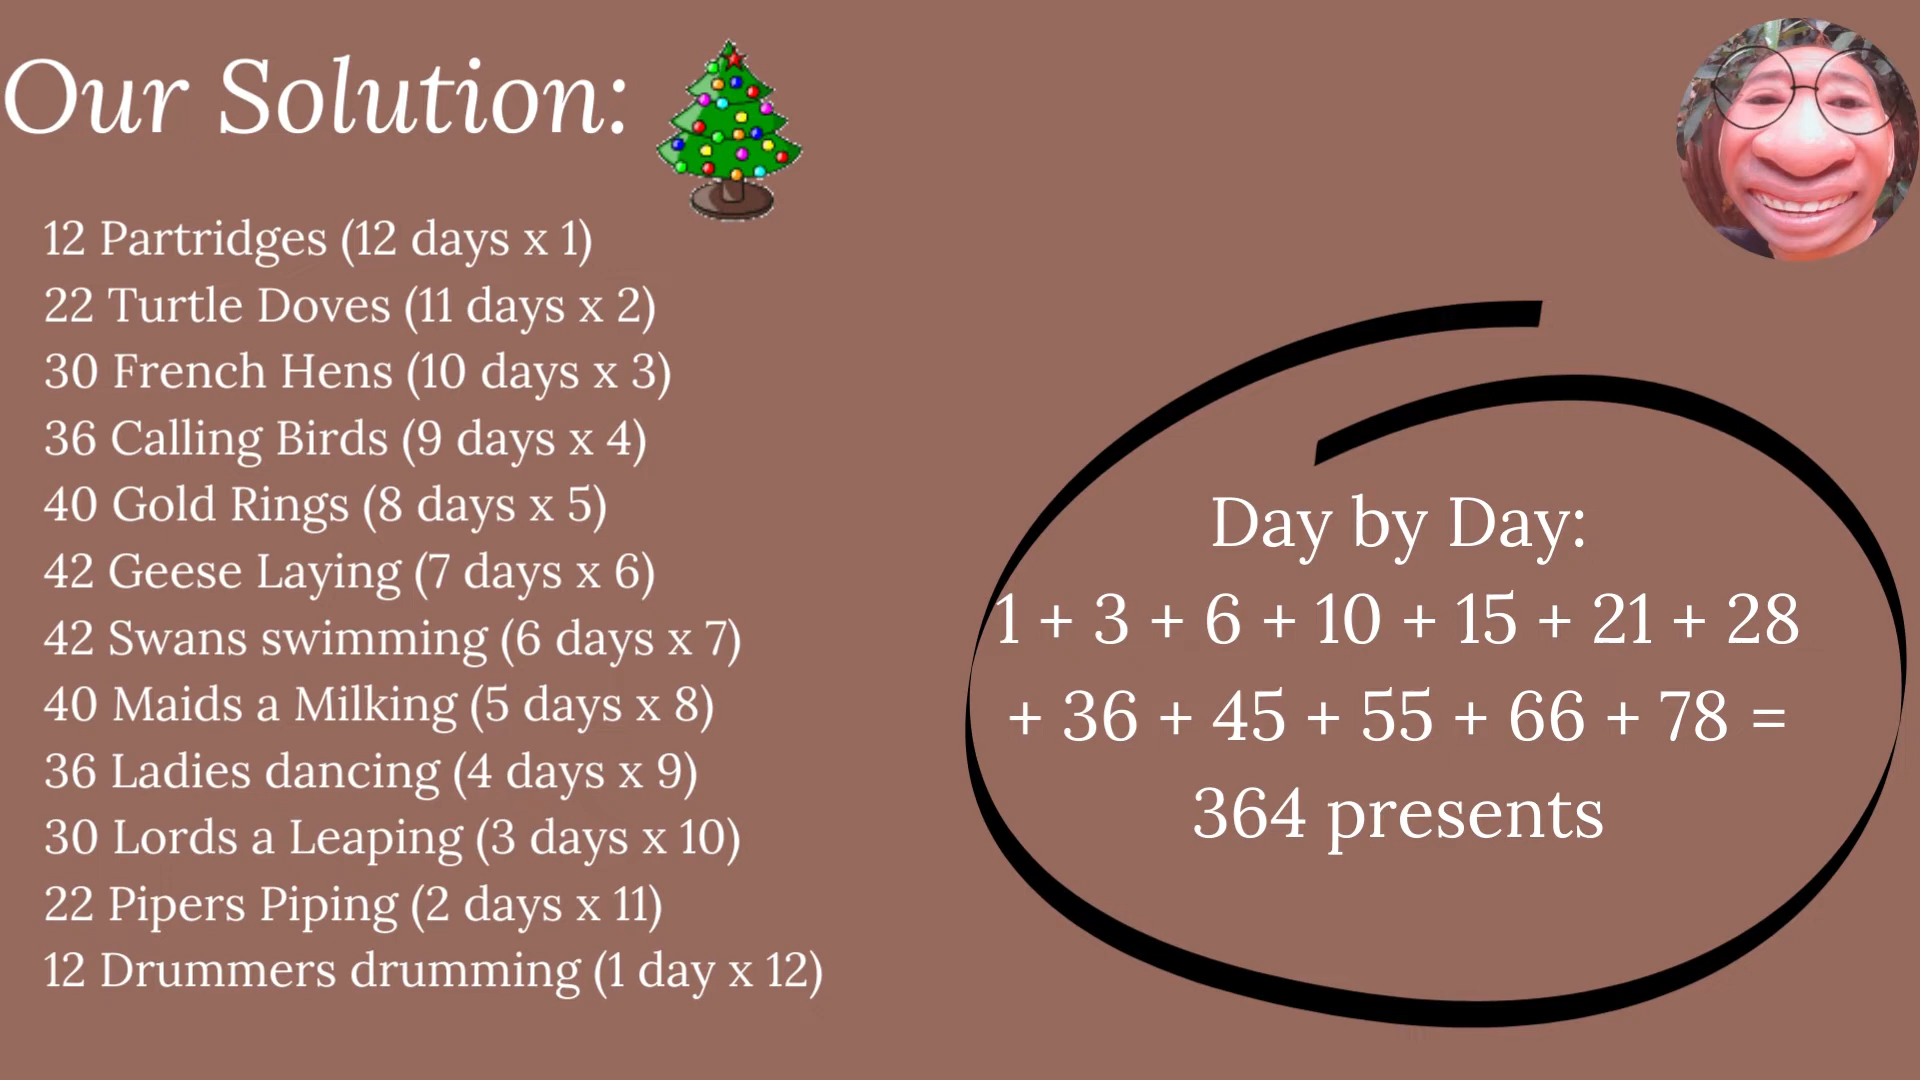 Our Solution:
12 Partridges (12 days x 1)
22 Turtle Doves (11 days x 2)
30 French Hens (10 days x 3)
36 Calling Birds (9 days x 4)
40 Gold Rings (8 days x 5)
42 Geese Laying (7 days x 6)
42 Swans swimming (6 days x 7)
40 Maids a Milking (5 days x 8)
36 Ladies dancing (4 days x 9)
30 Lords a Leaping (3 days x 10)
22 Pipers Piping (2 days x 11)
12 Drummers drumming (1 day x 12)
Day by Day:
1 + 3 + 6 + 10 + 15 + 21 + 28
+ 36 + 45 + 55 + 66 + 78 =
364 presents